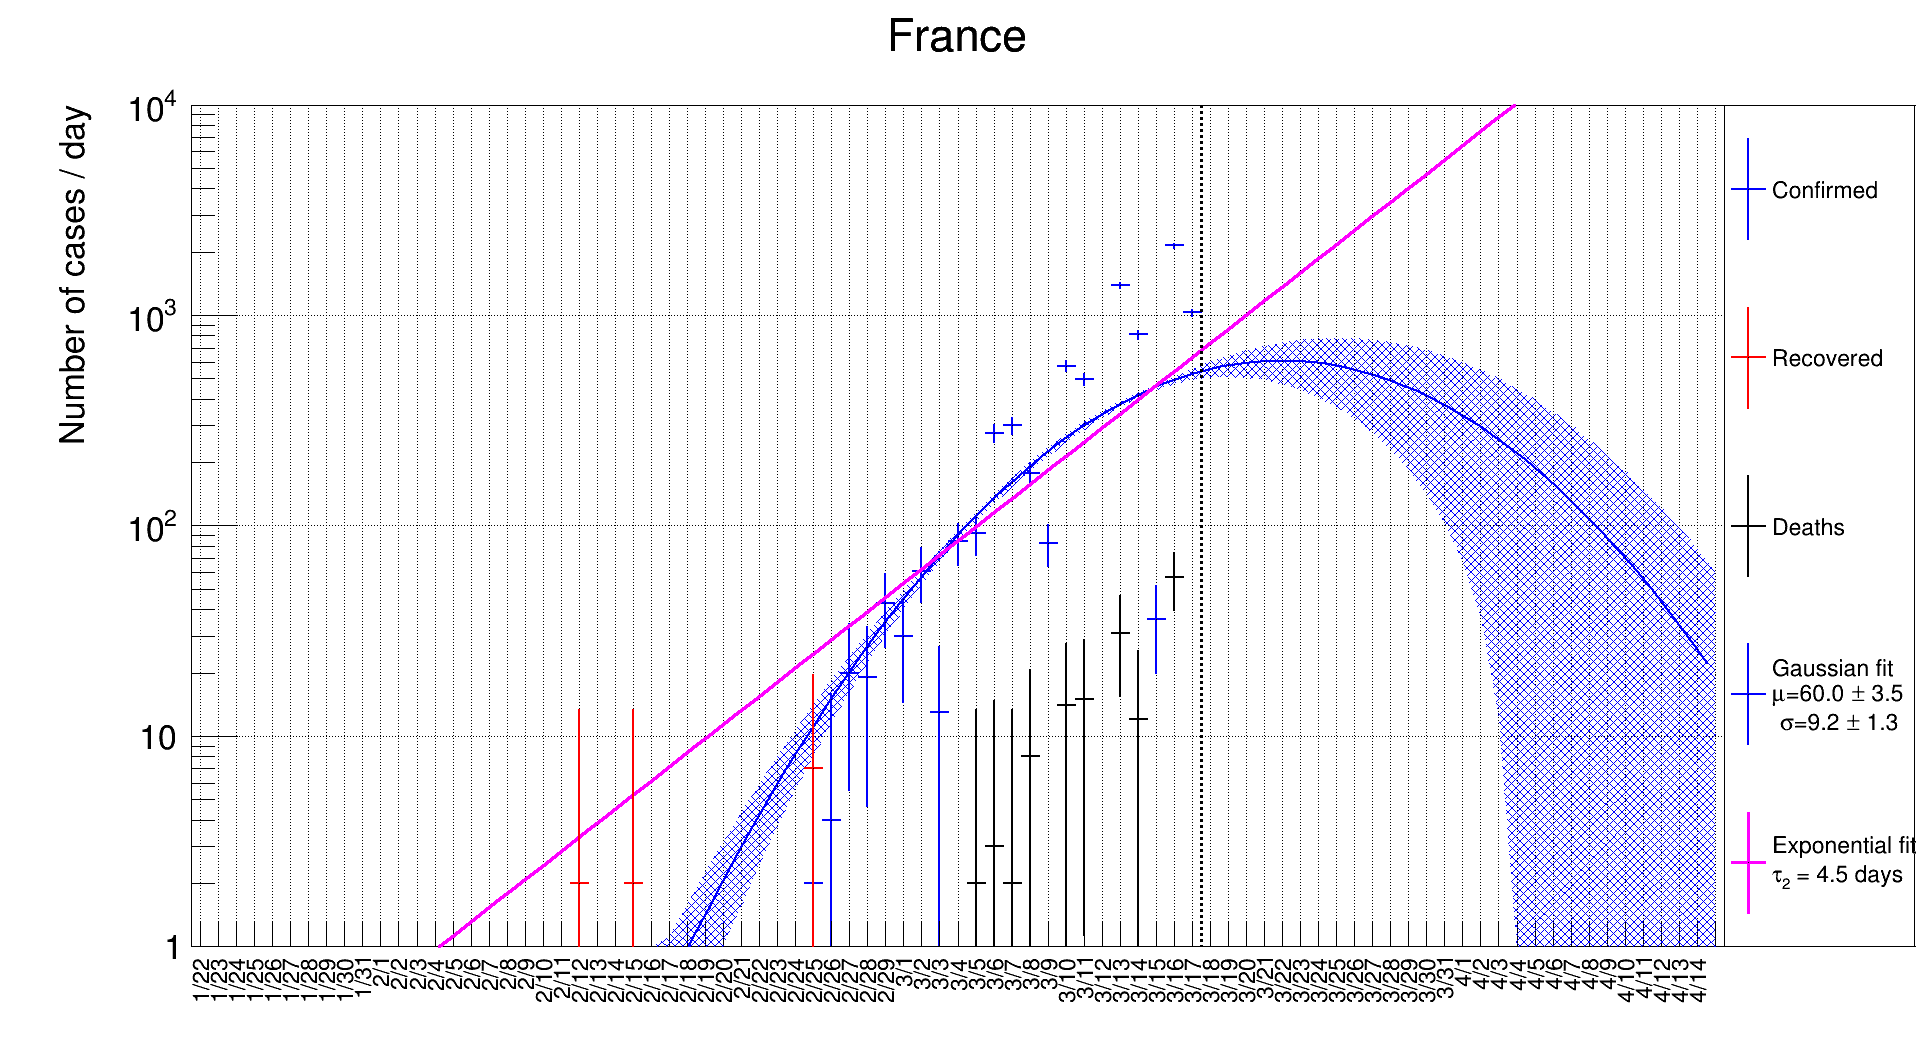 France
Number of cases / day
10⁴
10³
10²
10
1
1/22 1/23 1/24 1/25 1/26 1/27 1/28 1/29 1/30 1/31 2/1 2/2 2/3 2/4 2/5 2/6 2/7 2/8 2/9 2/10 2/11 2/12 2/13 2/14 2/15 2/16 2/17 2/18 2/19 2/20 2/21 2/22 2/23 2/24 2/25 2/26 2/27 2/28 2/29 3/1 3/2 3/3 3/4 3/5 3/6 3/7 3/8 3/9 3/10 3/11 3/12 3/13 3/14 3/15 3/16 3/17 3/18 3/19 3/20 3/21 3/22 3/23 3/24 3/25 3/26 3/27 3/28 3/29 3/30 3/31 4/1 4/2 4/3 4/4 4/5 4/6 4/7 4/8 4/9 4/10 4/11 4/12 4/13 4/14
Confirmed
Recovered
Deaths
Gaussian fit
μ=60.0 ± 3.5
σ=9.2 ± 1.3
Exponential fit
τ₂ = 4.5 days